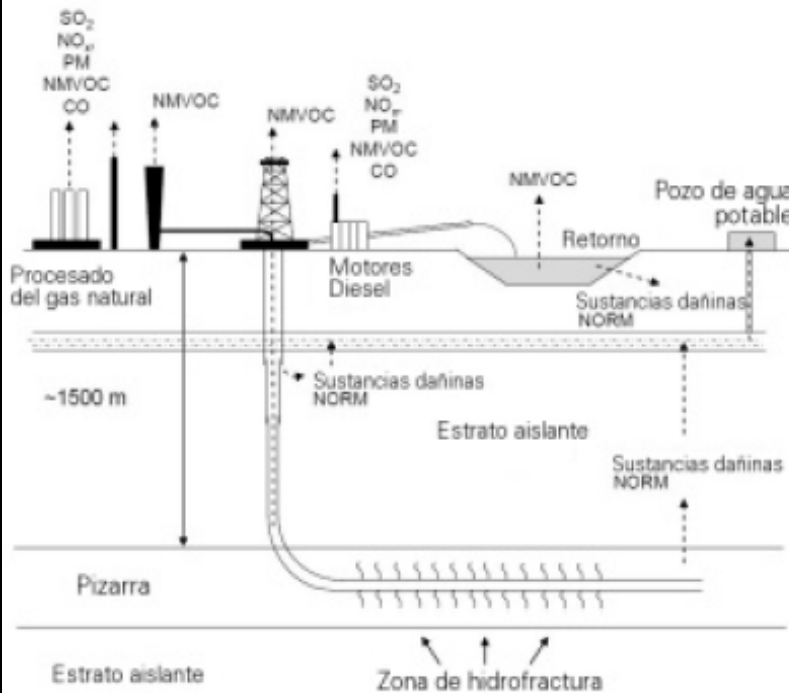 SO2
NOx,
PM
NMVOC
CO
NMVOC
NMVOC
SO2
NOx,
PM
NMVOC
CO
NMVOC
Pozo de agua
potable
Retorno
Procesado
del gas natural
Motores
Diesel
Sustancias dañinas
NORM
Sustancias dañinas
NORM
~1500 m
Estrato aislante
Sustancias dañinas
NORM
Pizarra
Estrato aislante
Zona de hidrofractura